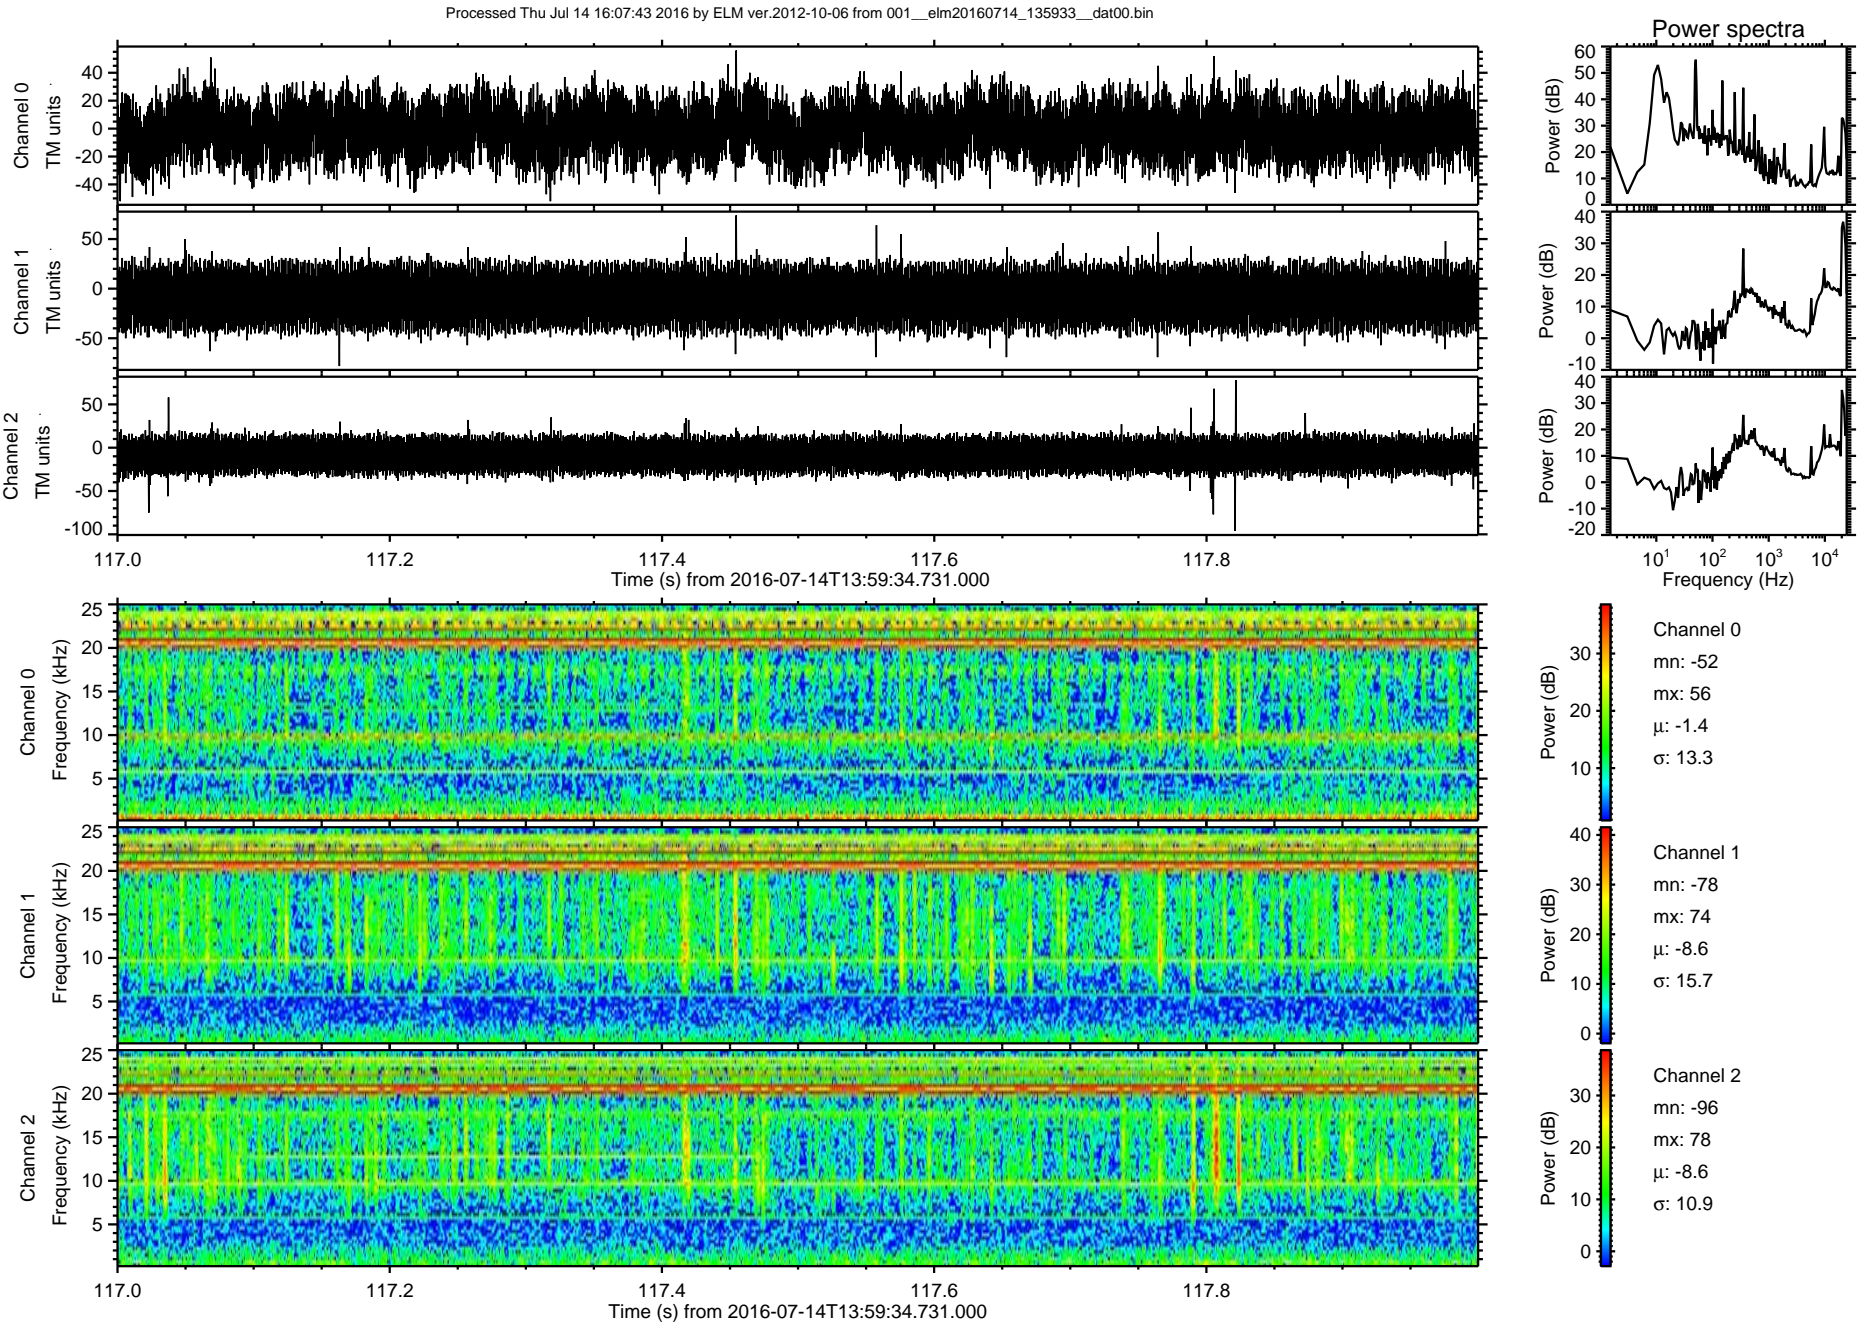 Processed Thu Jul 14 16:07:43 2016 by ELM ver.2012-10-06 from 001__elm20160714_135933__dat00.bin
Power spectra
Channel 0
TM units
40
20
0
-20
-40
Power (dB)
60
50
40
30
20
10
0
Channel 1
TM units
50
0
-50
Power (dB)
40
30
20
10
0
-10
Channel 2
TM units
50
0
-50
-100
Power (dB)
40
30
20
10
0
-10
-20
117.0 117.2 117.4 117.6 117.8
Time (s) from 2016-07-14T13:59:34.731.000
10^1 10^2 10^3 10^4
Frequency (Hz)
Channel 0
Frequency (kHz)
25
20
15
10
5
Power (dB)
30
20
10
Channel 0
mn: -52
mx: 56
μ: -1.4
σ: 13.3
Channel 1
Frequency (kHz)
25
20
15
10
5
Power (dB)
40
30
20
10
0
Channel 1
mn: -78
mx: 74
μ: -8.6
σ: 15.7
Channel 2
Frequency (kHz)
25
20
15
10
5
Power (dB)
30
20
10
0
Channel 2
mn: -96
mx: 78
μ: -8.6
σ: 10.9
117.0 117.2 117.4 117.6 117.8
Time (s) from 2016-07-14T13:59:34.731.000